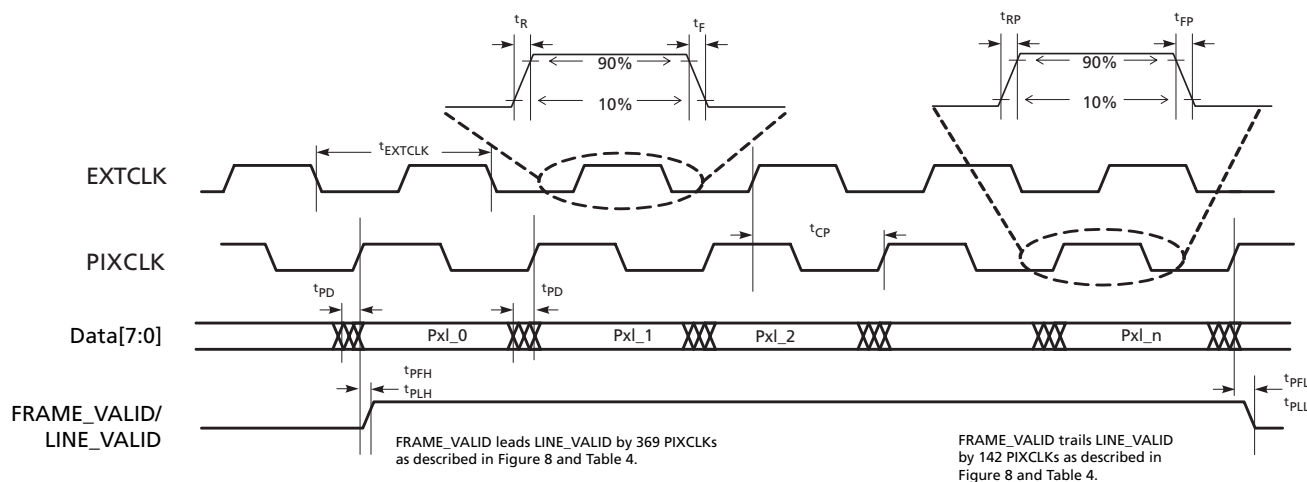 tR
tF
tRP
tFP
90%
90%
10%
10%
tEXTCLK
EXTCLK
tCP
PIXCLK
tPD
tPD
Data[7:0]
Pxl_0
Pxl_1
Pxl_2
Pxl_n
tPFH
tPLH
tPFL
tPLL
FRAME_VALID/
LINE_VALID
FRAME_VALID leads LINE_VALID by 369 PIXCLKs
as described in Figure 8 and Table 4.
FRAME_VALID trails LINE_VALID
by 142 PIXCLKs as described in
Figure 8 and Table 4.